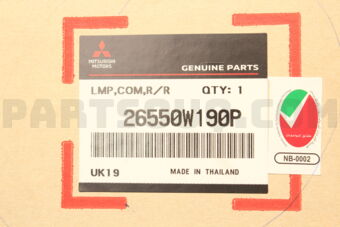 MITSUBISHI
MOTORS
GENUINE PARTS
LMP,COM,R/R QTY: 1
26550W190P
UK19 MADE IN THAILAND
NB-0002